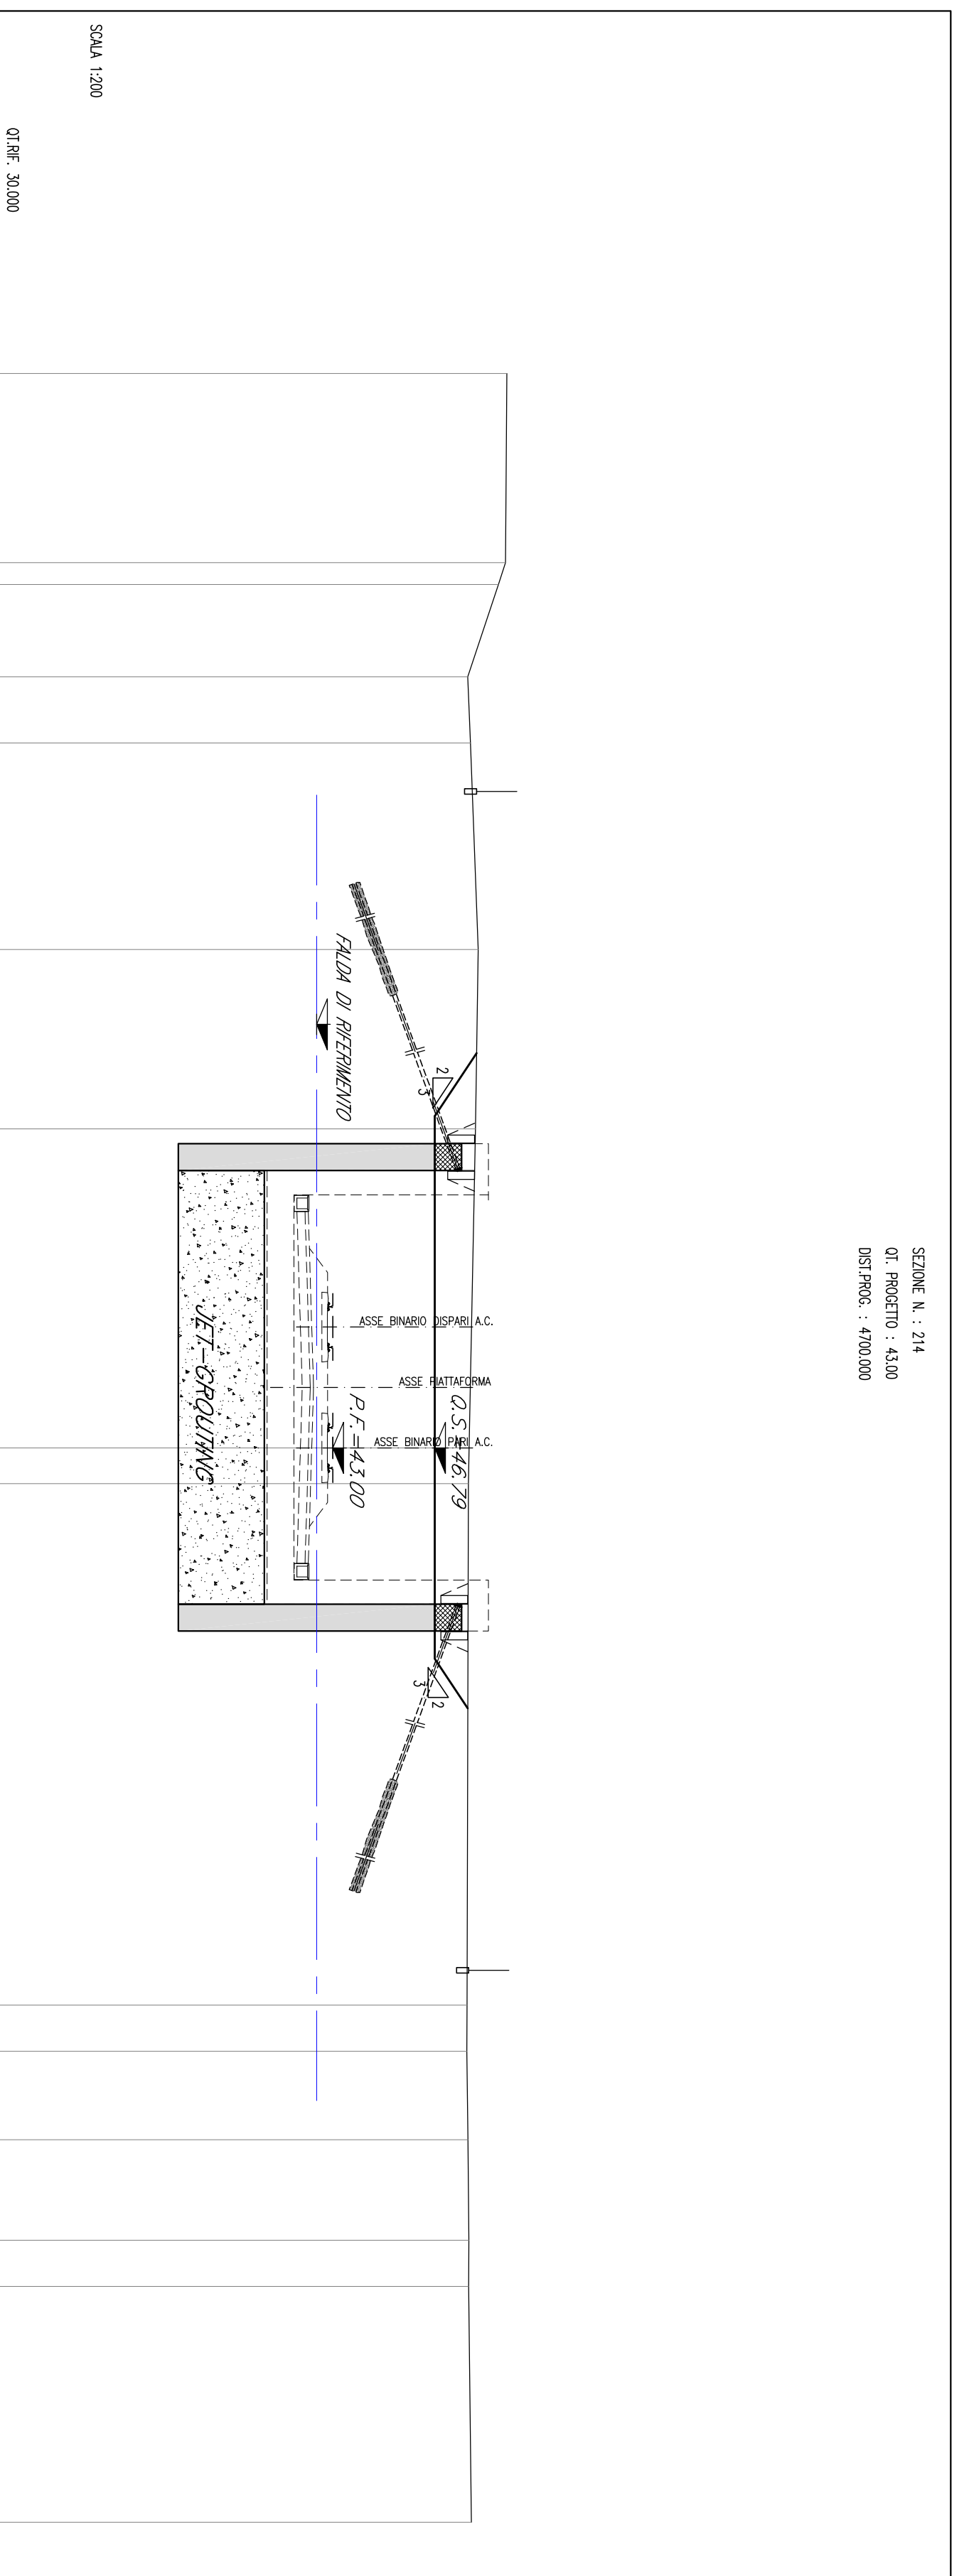 SEZIONE N. : 214
QT. PROGETTO : 43.00
DIST.PROG. : 4700.000
ASSE BINARIO DISPARI A.C.
ASSE PIATTAFORMA
ASSE BINARIO PARI A.C.
Q.S.=46.79
P.F.=43.00
2
3
2
3
FALDA DI RIFERIMENTO
JET-GROUTING
SCALA 1:200
QT.RIF. 30.000